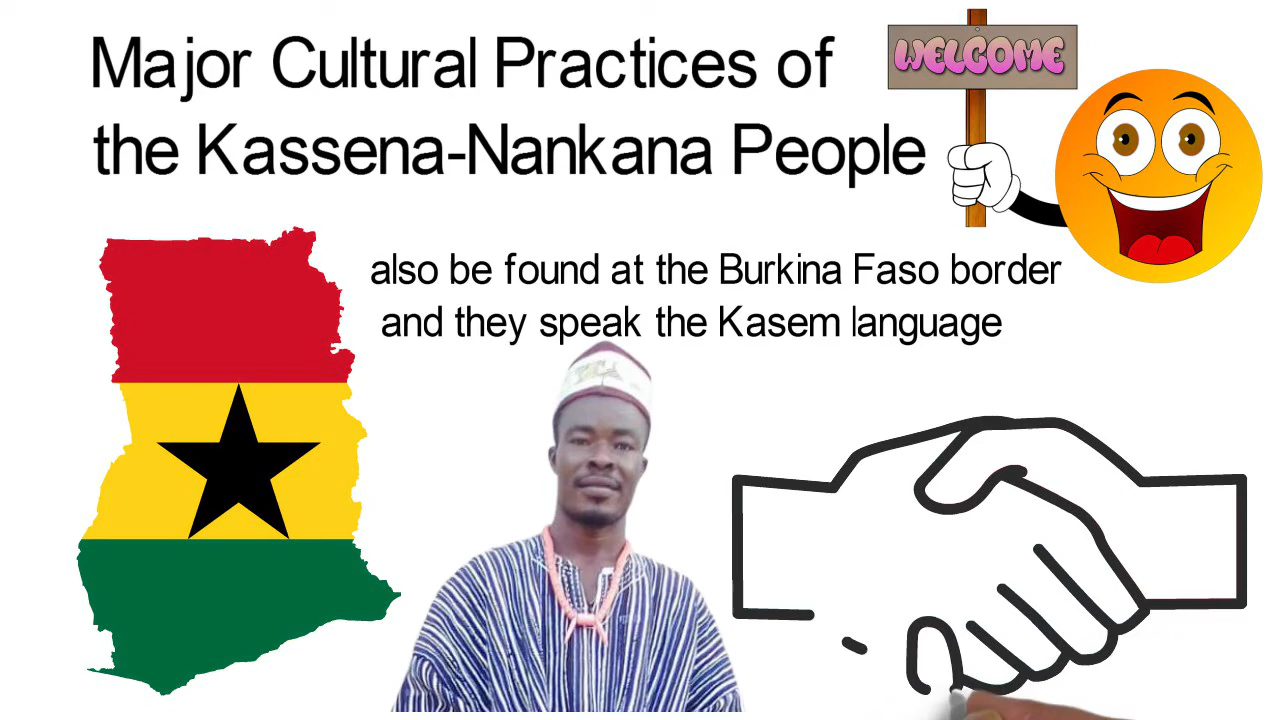 Major Cultural Practices of
the Kassena-Nankana People
WELCOME
also be found at the Burkina Faso border
and they speak the Kasem language